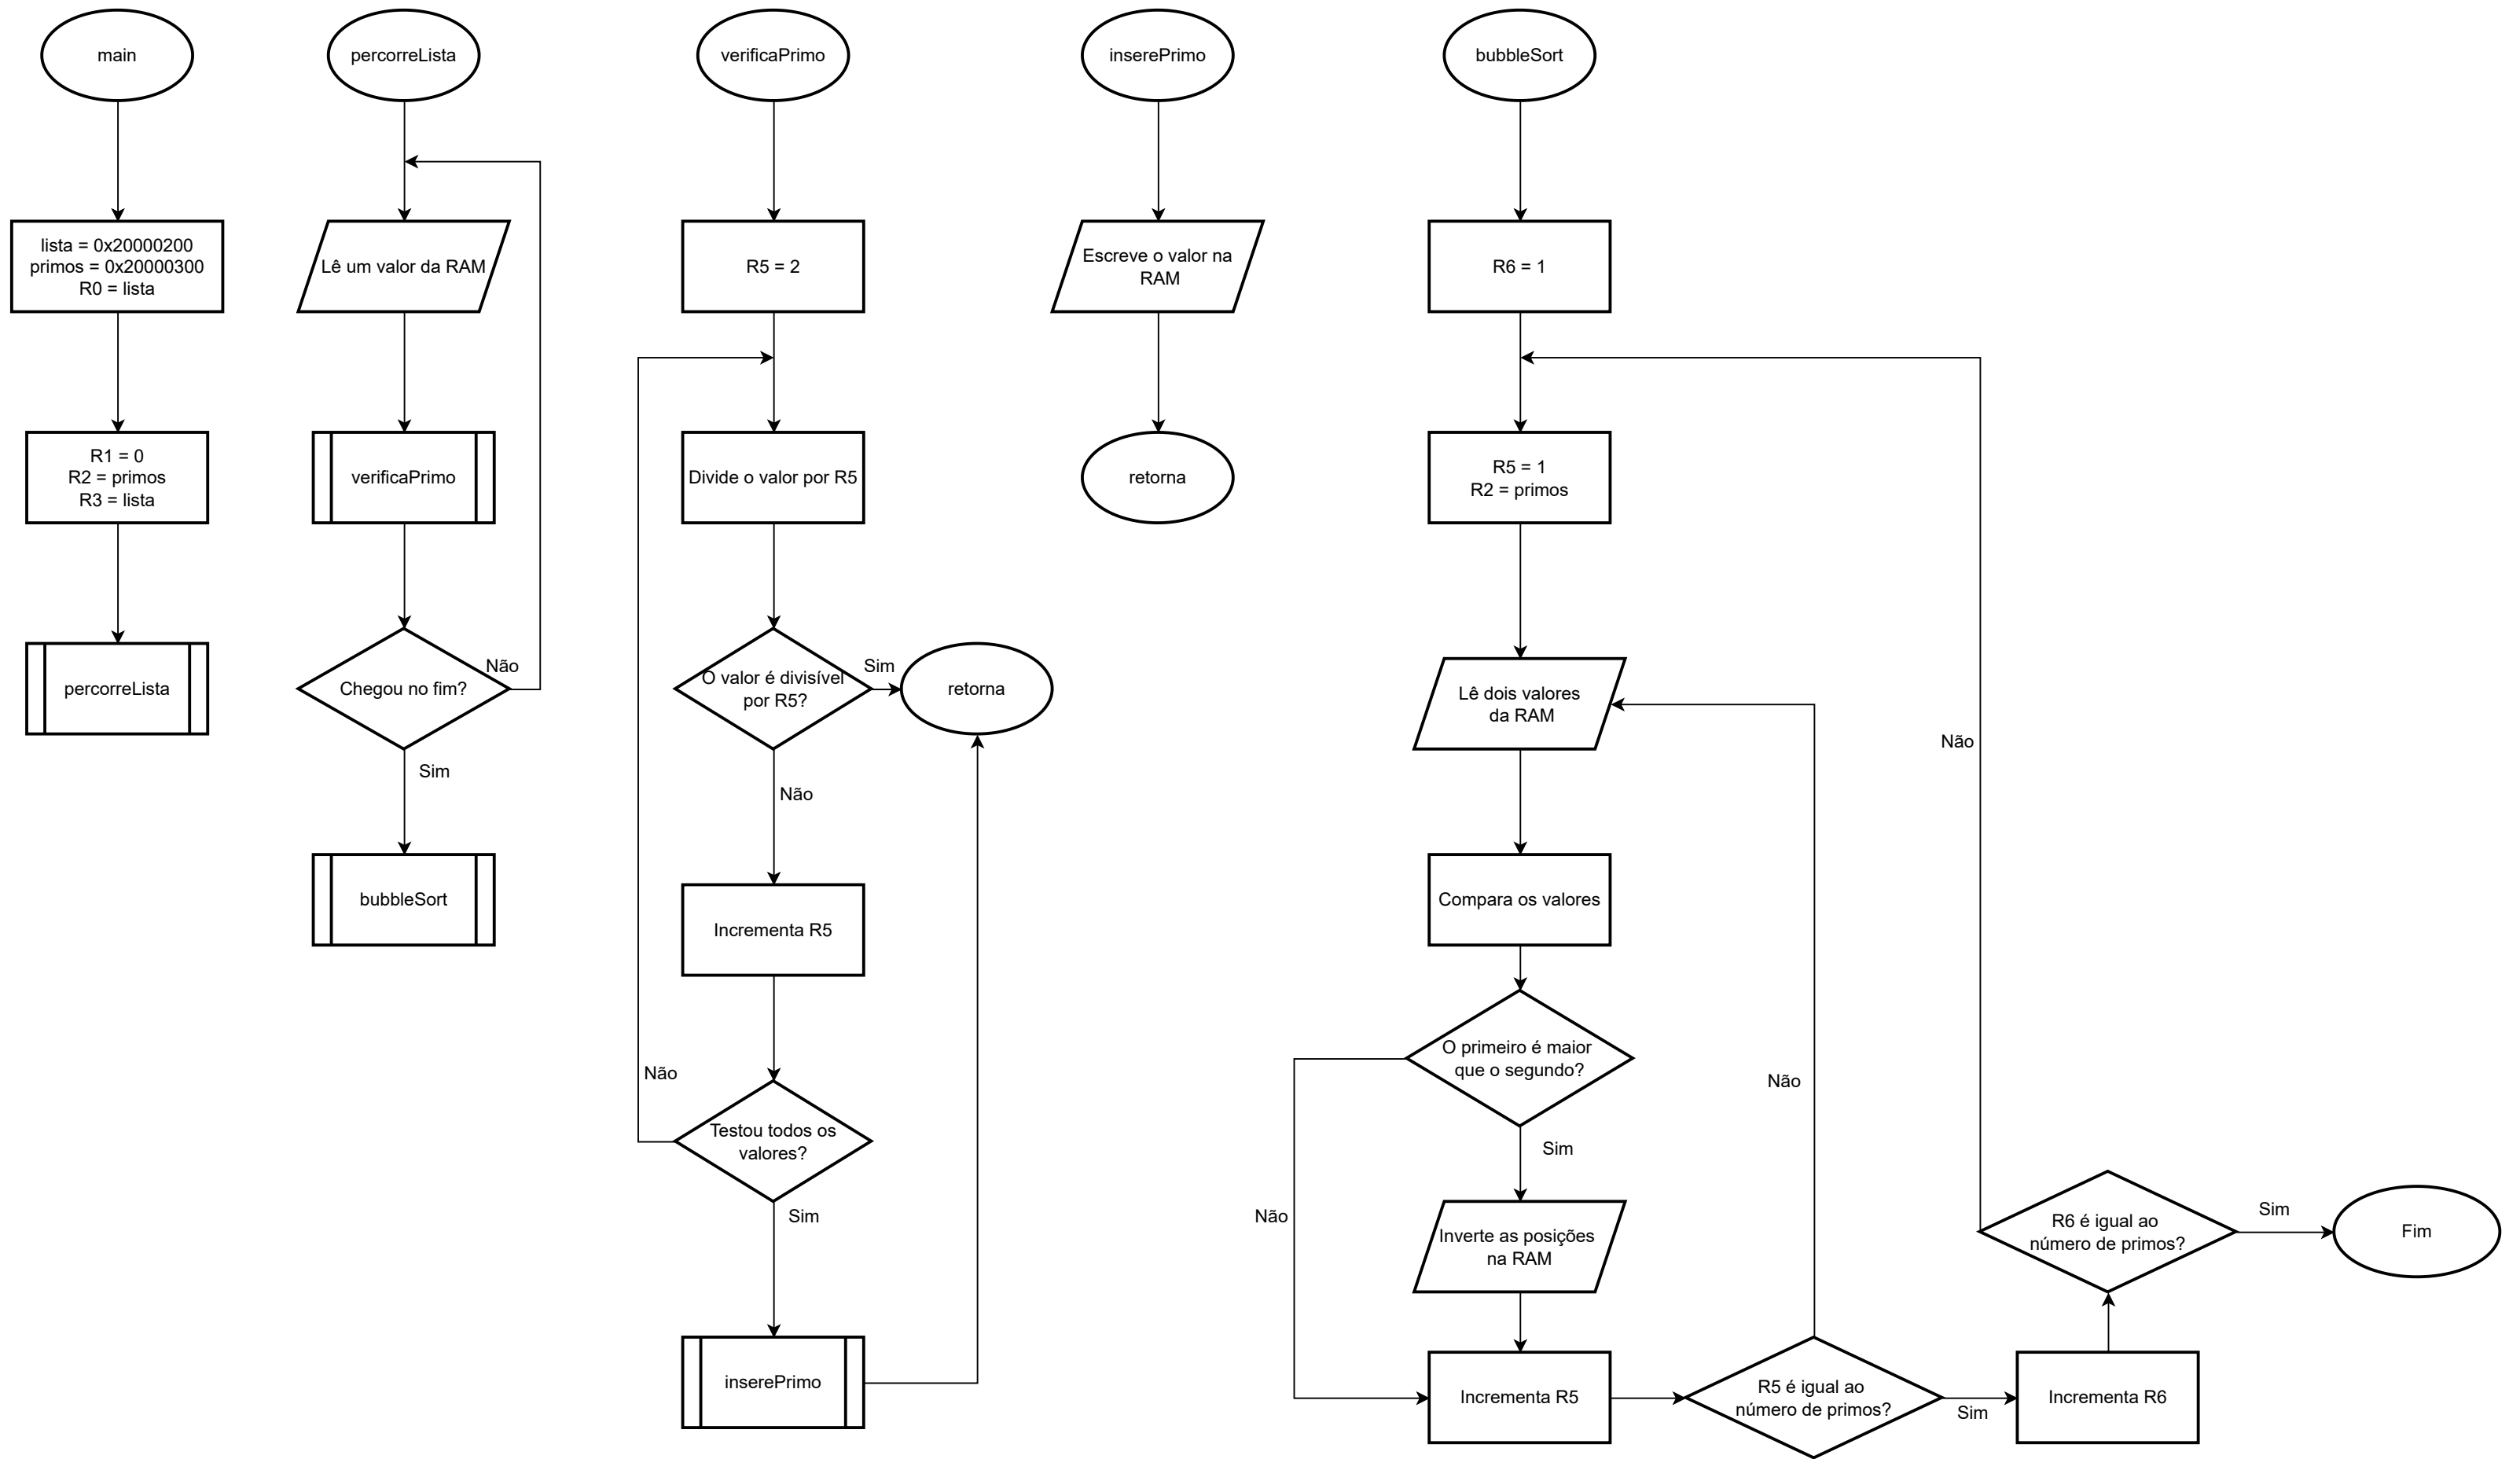 main
lista = 0x20000200
primos = 0x20000300
R0 = lista
R1 = 0
R2 = primos
R3 = lista
percorreLista
percorreLista
Lê um valor da RAM
verificaPrimo
Chegou no fim?
Não
Sim
bubbleSort
verificaPrimo
R5 = 2
Divide o valor por R5
O valor é divisível
por R5?
Sim
retorna
Não
Incrementa R5
Testou todos os
valores?
Não
Sim
inserePrimo
inserePrimo
Escreve o valor na
RAM
retorna
bubbleSort
R6 = 1
R5 = 1
R2 = primos
Lê dois valores
da RAM
Compara os valores
O primeiro é maior
que o segundo?
Não
Sim
Inverte as posições
na RAM
Incrementa R5
R5 é igual ao
número de primos?
Não
Sim
Incrementa R6
R6 é igual ao
número de primos?
Não
Sim
Fim